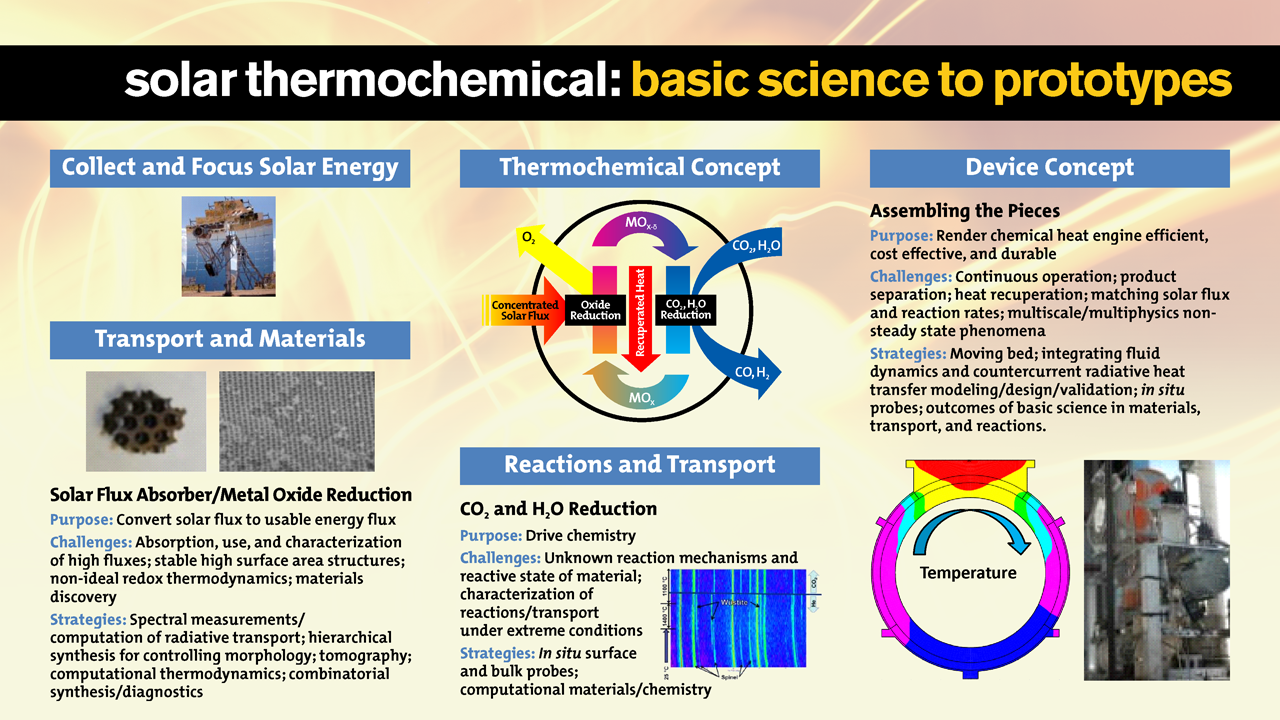 solar thermochemical: basic science to prototypes
Collect and Focus Solar Energy
Transport and Materials
Solar Flux Absorber/Metal Oxide Reduction
Purpose: Convert solar flux to usable energy flux
Challenges: Absorption, use, and characterization
of high fluxes; stable high surface area structures;
non-ideal redox thermodynamics; materials
discovery
Strategies: Spectral measurements/
computation of radiative transport; hierarchical
synthesis for controlling morphology; tomography;
computational thermodynamics; combinatorial
synthesis/diagnostics
Thermochemical Concept
MOₓ₋δ
O₂
CO₂, H₂O
Concentrated
Solar Flux
Oxide
Reduction
Recuperated Heat
CO₂, H₂O
Reduction
CO, H₂
MOₓ
Reactions and Transport
CO₂ and H₂O Reduction
Purpose: Drive chemistry
Challenges: Unknown reaction mechanisms and
reactive state of material;
characterization of
reactions/transport
under extreme conditions
Strategies: In situ surface
and bulk probes;
computational materials/chemistry
1100 °C
1400 °C
25 °C
Wustite
Spinel
He
CO₂
Device Concept
Assembling the Pieces
Purpose: Render chemical heat engine efficient,
cost effective, and durable
Challenges: Continuous operation; product
separation; heat recuperation; matching solar flux
and reaction rates; multiscale/multiphysics non-
steady state phenomena
Strategies: Moving bed; integrating fluid
dynamics and countercurrent radiative heat
transfer modeling/design/validation; in situ
probes; outcomes of basic science in materials,
transport, and reactions.
Temperature